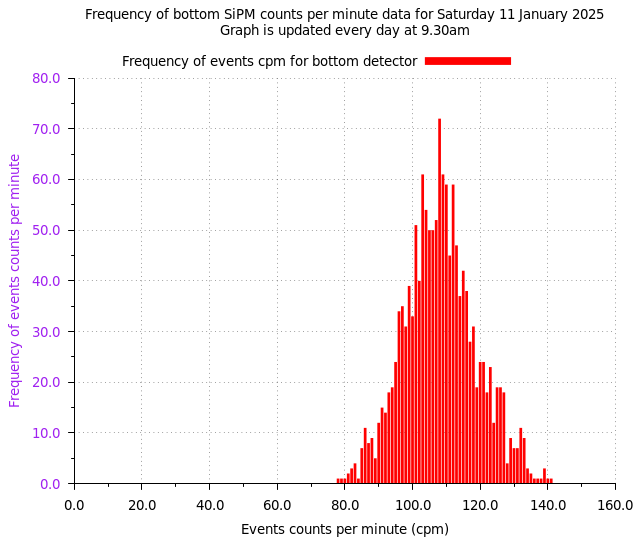 Frequency of bottom SiPM counts per minute data for Saturday 11 January 2025
Graph is updated every day at 9.30am
Frequency of events cpm for bottom detector
80.0
70.0
60.0
50.0
40.0
30.0
20.0
10.0
0.0
Frequency of events counts per minute
0.0 20.0 40.0 60.0 80.0 100.0 120.0 140.0 160.0
Events counts per minute (cpm)